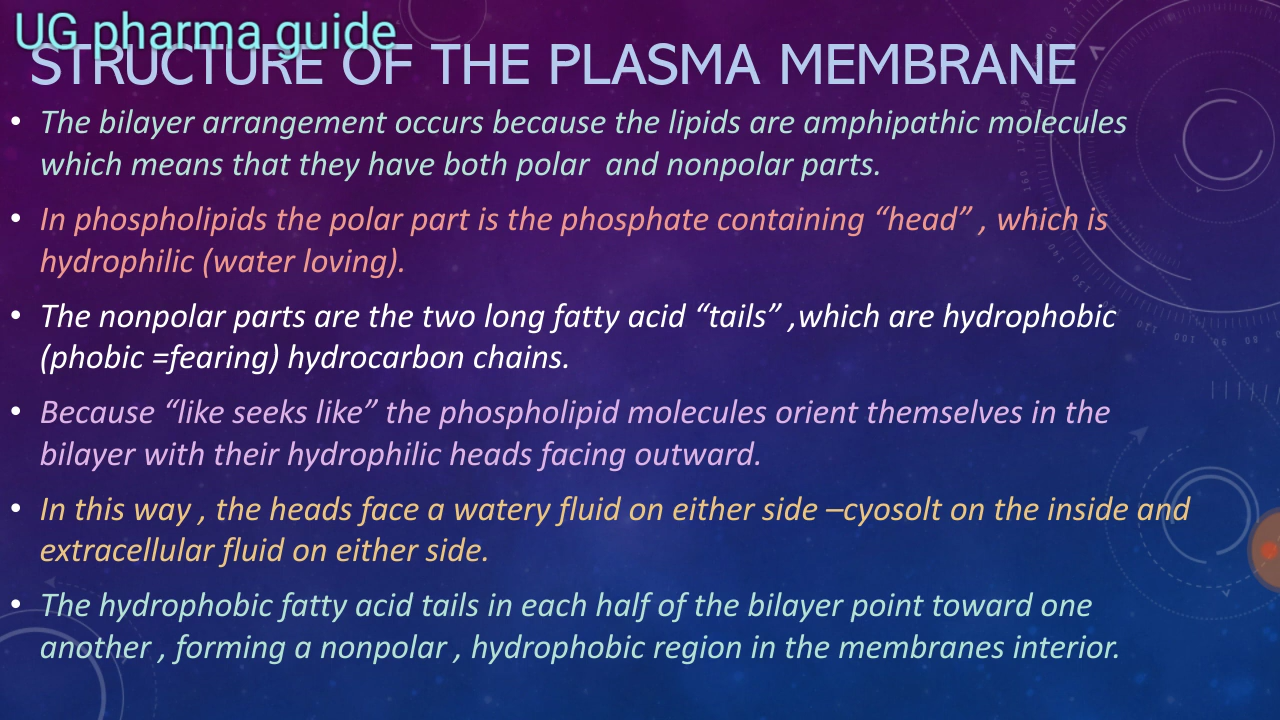 UG pharma guide
STRUCTURE OF THE PLASMA MEMBRANE
• The bilayer arrangement occurs because the lipids are amphipathic molecules
which means that they have both polar and nonpolar parts.
• In phospholipids the polar part is the phosphate containing “head” , which is
hydrophilic (water loving).
• The nonpolar parts are the two long fatty acid “tails” ,which are hydrophobic
(phobic =fearing) hydrocarbon chains.
• Because “like seeks like” the phospholipid molecules orient themselves in the
bilayer with their hydrophilic heads facing outward.
• In this way , the heads face a watery fluid on either side –cyosolt on the inside and
extracellular fluid on either side.
• The hydrophobic fatty acid tails in each half of the bilayer point toward one
another , forming a nonpolar , hydrophobic region in the membranes interior.